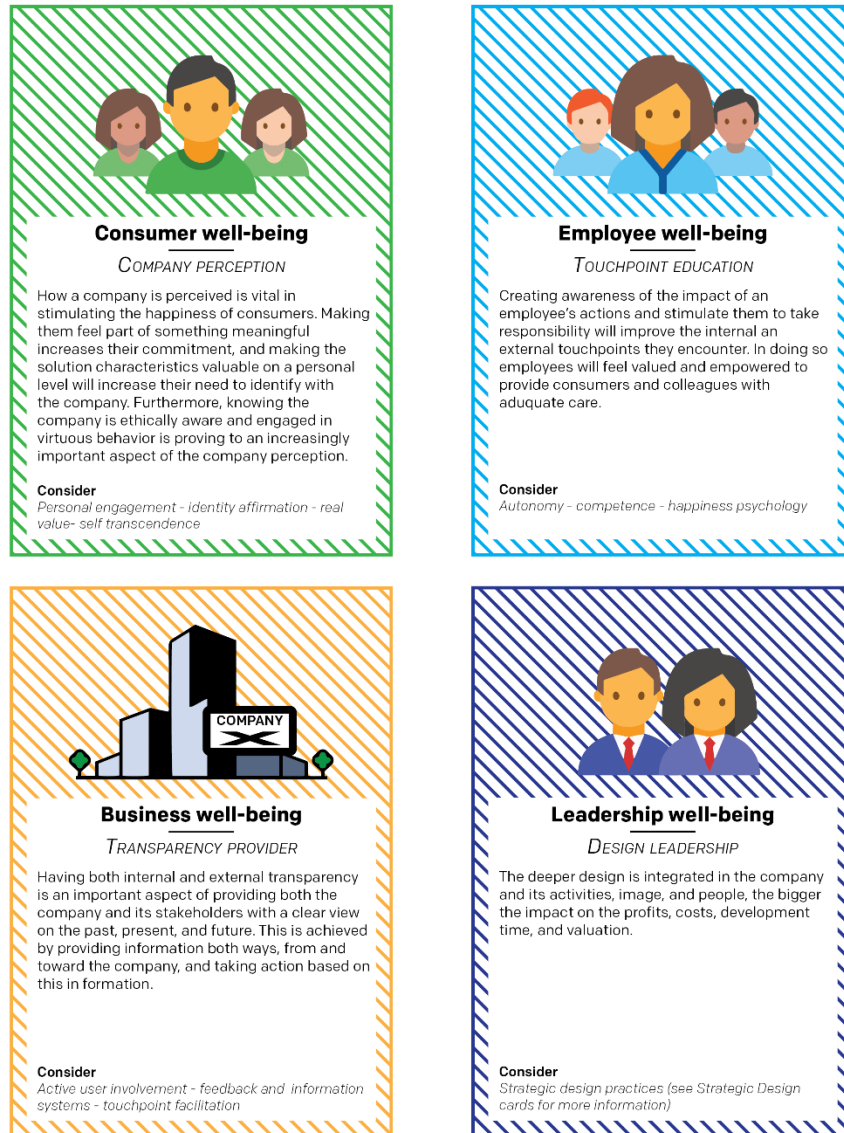 Consumer well-being
COMPANY PERCEPTION
How a company is perceived is vital in
stimulating the happiness of consumers. Making
them feel part of something meaningful
increases their commitment, and making the
solution characteristics valuable on a personal
level will increase their need to identify with
the company. Furthermore, knowing the
company is ethically aware and engaged in
virtuous behavior is proving to an increasingly
important aspect of the company perception.
Consider
Personal engagement - identity affirmation - real
value- self transcendence
Employee well-being
TOUCHPOINT EDUCATION
Creating awareness of the impact of an
employee's actions and stimulate them to take
responsibility will improve the internal an
external touchpoints they encounter. In doing so
employees will feel valued and empowered to
provide consumers and colleagues with
aduquate care.
Consider
Autonomy - competence - happiness psychology
COMPANY
X
Business well-being
TRANSPARENCY PROVIDER
Having both internal and external transparency
is an important aspect of providing both the
company and its stakeholders with a clear view
on the past, present, and future. This is achieved
by providing information both ways, from and
toward the company, and taking action based on
this in formation.
Consider
Active user involvement - feedback and information
systems - touchpoint facilitation
Leadership well-being
DESIGN LEADERSHIP
The deeper design is integrated in the company
and its activities, image, and people, the bigger
the impact on the profits, costs, development
time, and valuation.
Consider
Strategic design practices (see Strategic Design
cards for more information)